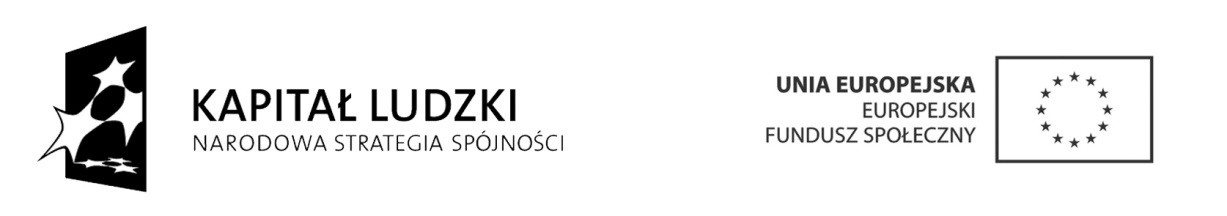 KAPITAŁ LUDZKI
NARODOWA STRATEGIA SPÓJNOŚCI
UNIA EUROPEJSKA
EUROPEJSKI
FUNDUSZ SPOŁECZNY